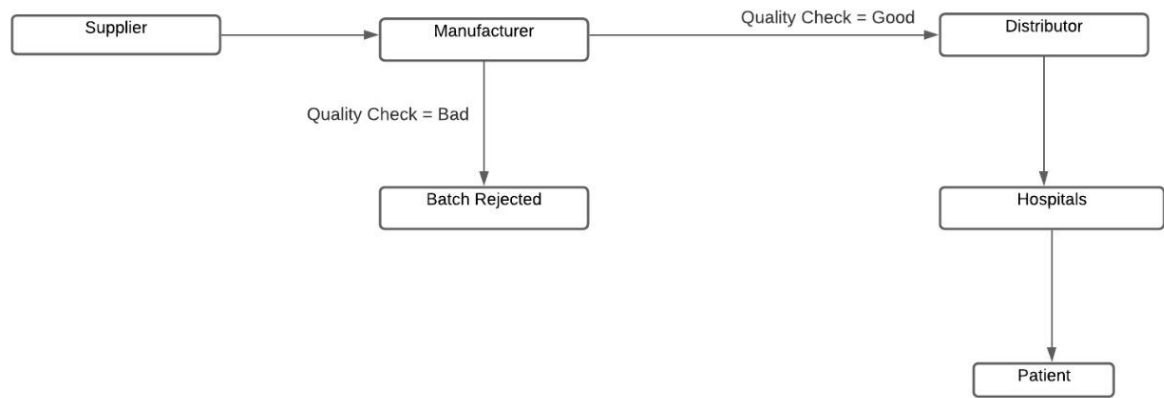 Supplier
Manufacturer
Quality Check = Good
Distributor
Quality Check = Bad
Batch Rejected
Hospitals
Patient